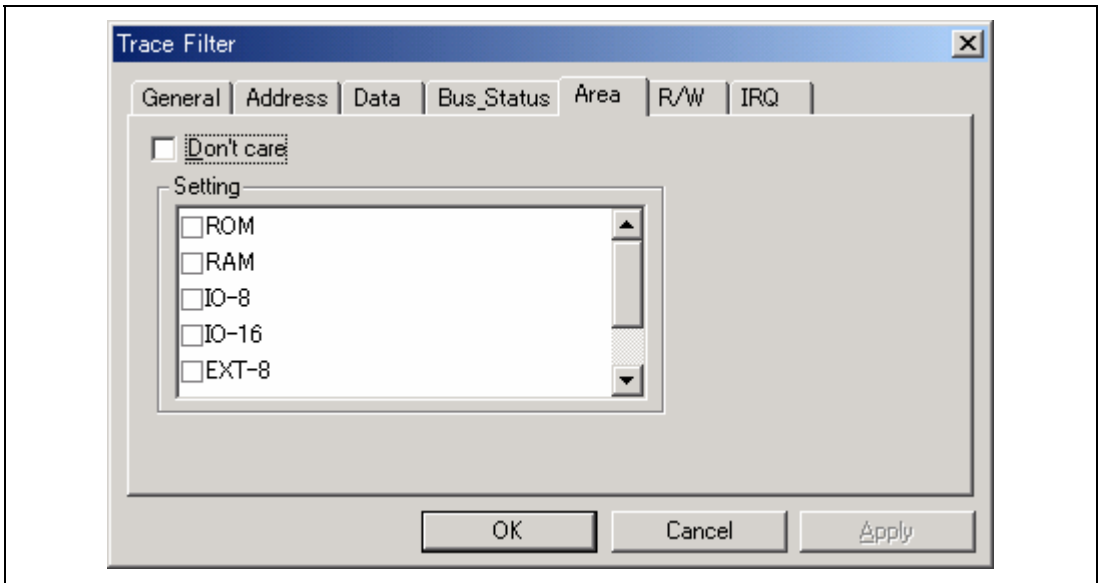 Trace Filter
General Address Data Bus_Status Area R/W IRQ
Don't care
Setting
ROM
RAM
IO-8
IO-16
EXT-8
OK Cancel Apply